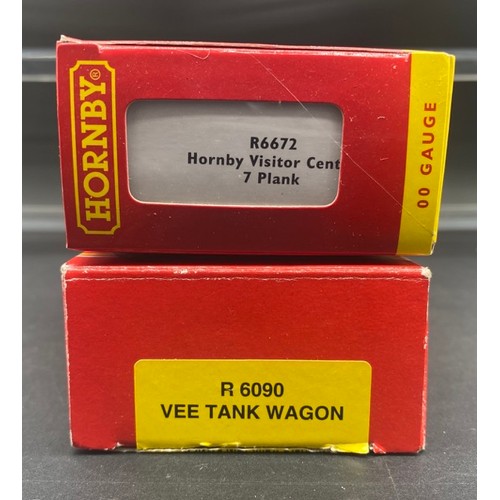 HORNBY®
R6672
Hornby Visitor Cent
7 Plank
00 GAUGE
R 6090
VEE TANK WAGON